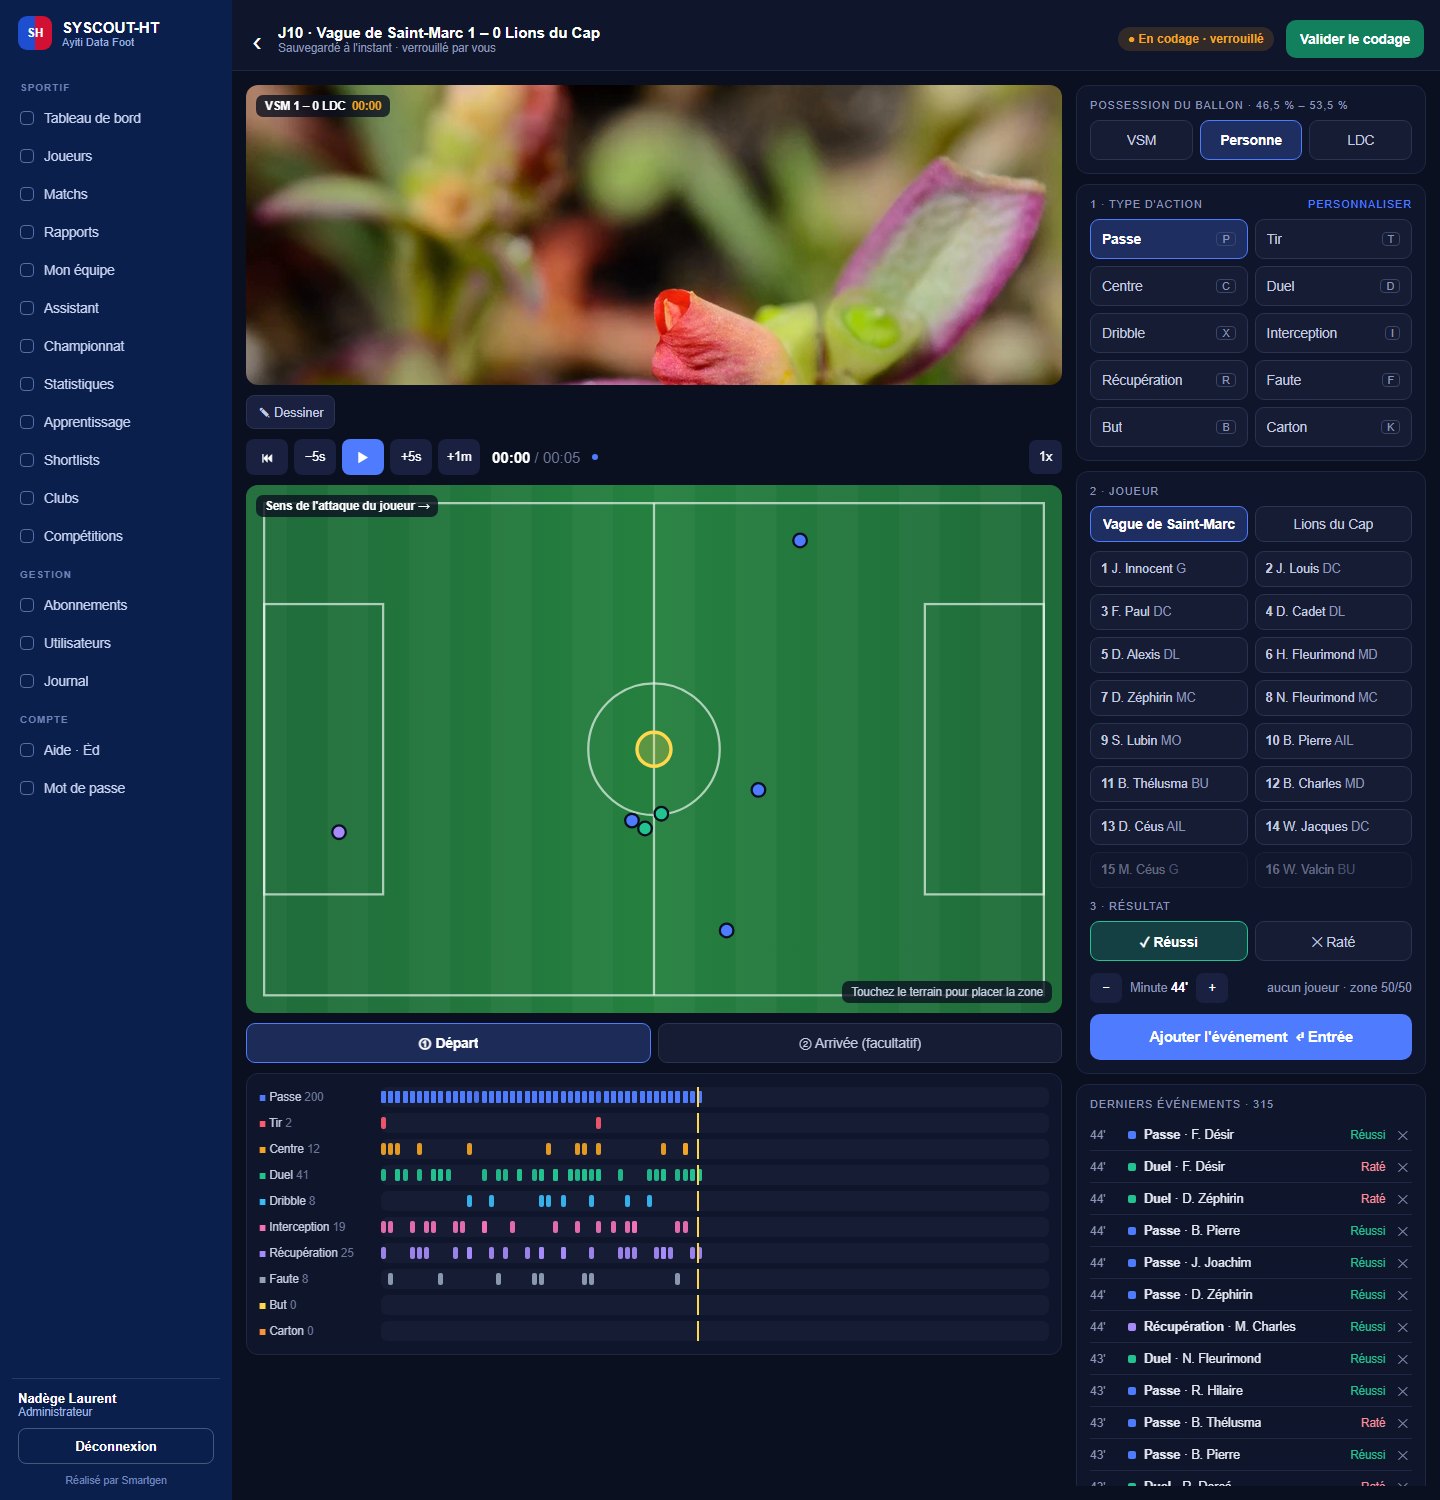 SH
SYSCOUT-HT
Ayiti Data Foot
SPORTIF
Tableau de bord
Joueurs
Matchs
Rapports
Mon équipe
Assistant
Championnat
Statistiques
Apprentissage
Shortlists
Clubs
Compétitions
GESTION
Abonnements
Utilisateurs
Journal
COMPTE
Aide · Éd
Mot de passe
Nadège Laurent
Administrateur
Déconnexion
Réalisé par Smartgen
‹ J10 · Vague de Saint-Marc 1 – 0 Lions du Cap
Sauvegardé à l'instant · verrouillé par vous
● En codage · verrouillé
Valider le codage
VSM 1 – 0 LDC 00:00
✎ Dessiner
⏮ −5s ▶ +5s +1m 00:00 / 00:05 1x
Sens de l'attaque du joueur →
Touchez le terrain pour placer la zone
① Départ ② Arrivée (facultatif)
■ Passe 200
■ Tir 2
■ Centre 12
■ Duel 41
■ Dribble 8
■ Interception 19
■ Récupération 25
■ Faute 8
■ But 0
■ Carton 0
POSSESSION DU BALLON · 46,5 % – 53,5 %
VSM Personne LDC
1 · TYPE D'ACTION PERSONNALISER
Passe P Tir T
Centre C Duel D
Dribble X Interception I
Récupération R Faute F
But B Carton K
2 · JOUEUR
Vague de Saint-Marc Lions du Cap
1 J. Innocent G 2 J. Louis DC
3 F. Paul DC 4 D. Cadet DL
5 D. Alexis DL 6 H. Fleurimond MD
7 D. Zéphirin MC 8 N. Fleurimond MC
9 S. Lubin MO 10 B. Pierre AIL
11 B. Thélusma BU 12 B. Charles MD
13 D. Céus AIL 14 W. Jacques DC
15 M. Céus G 16 W. Valcin BU
3 · RÉSULTAT
✓ Réussi ✕ Raté
− Minute 44' + aucun joueur · zone 50/50
Ajouter l'événement ⏎ Entrée
DERNIERS ÉVÉNEMENTS · 315
44' Passe · F. Désir Réussi ✕
44' Duel · F. Désir Raté ✕
44' Duel · D. Zéphirin Raté ✕
44' Passe · B. Pierre Réussi ✕
44' Passe · J. Joachim Réussi ✕
44' Passe · D. Zéphirin Réussi ✕
44' Récupération · M. Charles Réussi ✕
43' Duel · N. Fleurimond Réussi ✕
43' Passe · R. Hilaire Réussi ✕
43' Passe · B. Thélusma Raté ✕
43' Passe · B. Pierre Réussi ✕